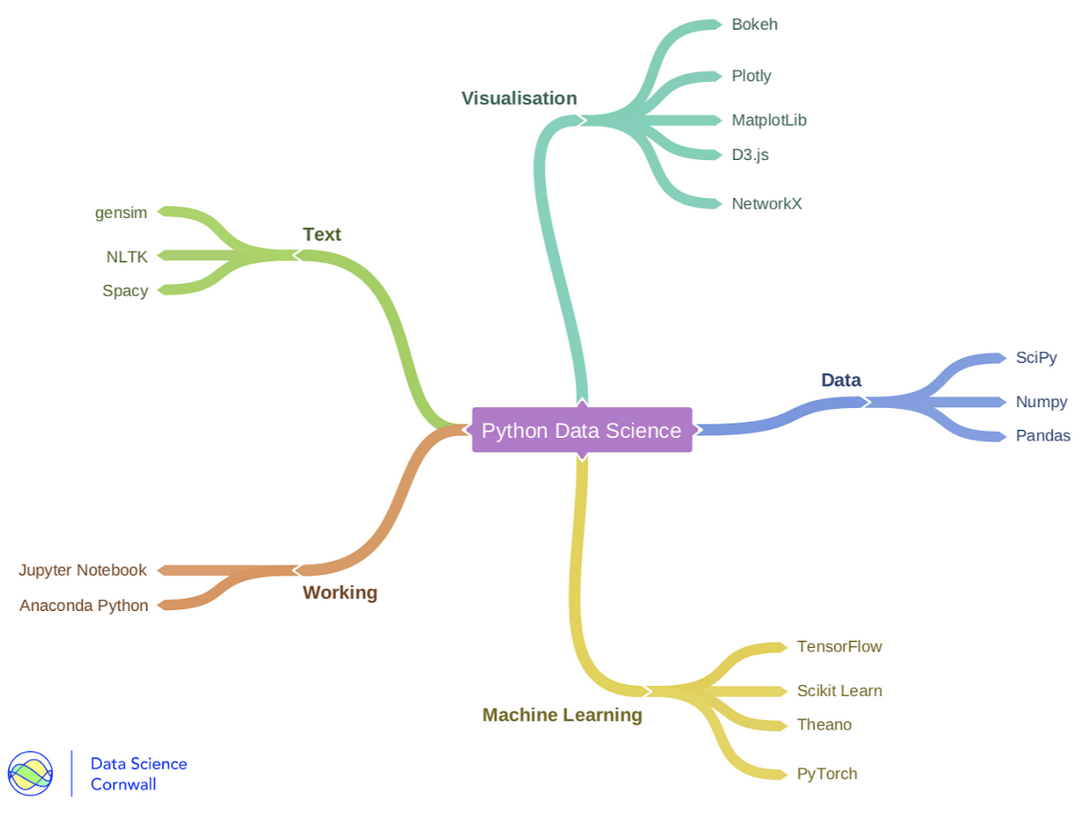 Bokeh
Plotly
Visualisation
MatplotLib
D3.js
NetworkX
gensim
Text
NLTK
Spacy
SciPy
Data
Numpy
Pandas
Python Data Science
Jupyter Notebook
Working
Anaconda Python
TensorFlow
Scikit Learn
Machine Learning
Theano
PyTorch
Data Science
Cornwall